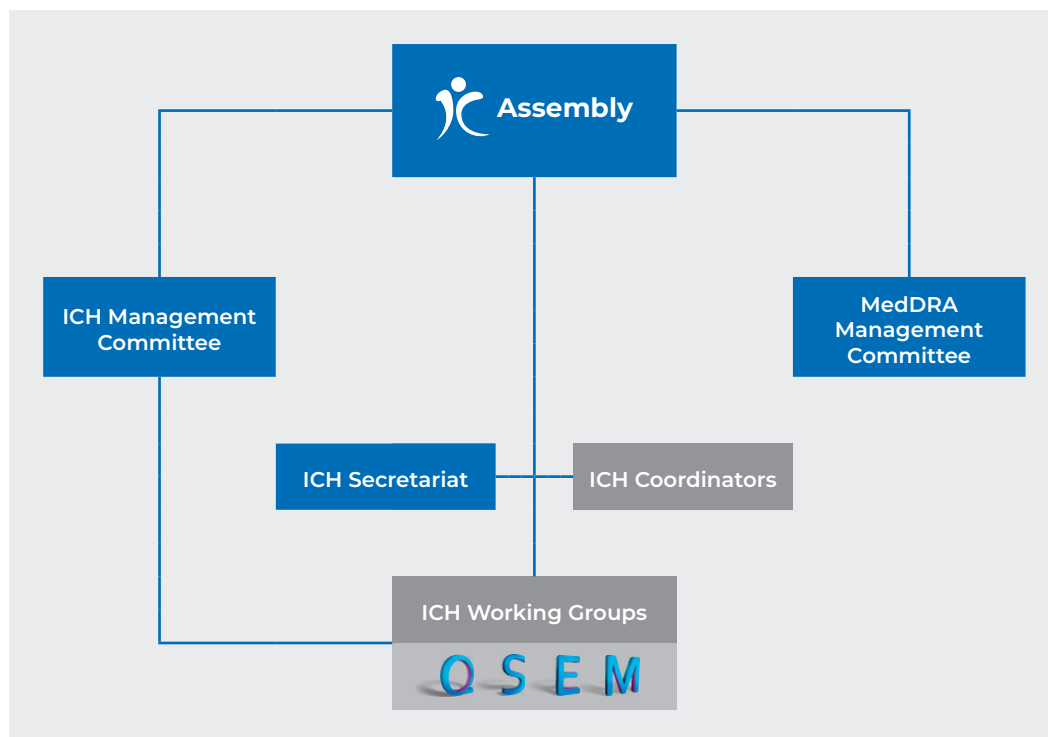 Assembly
ICH Management
Committee
MedDRA
Management
Committee
ICH Secretariat
ICH Coordinators
ICH Working Groups
Q S E M